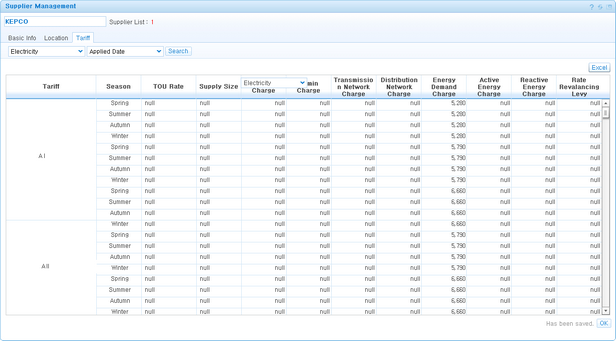 Supplier Management
KEPCO Supplier List : !
Basic Info Location Tariff
Electricity Applied Date Search
Excel
Tariff Season TOU Rate Supply Size Electricity Charge min Charge Transmissio n Network Charge Distribution Network Charge Energy Demand Charge Active Energy Charge Reactive Energy Charge Rate Revalancing Levy
Spring null null null null null null 5,280 null null null
Summer null null null null null null 5,280 null null null
Autumn null null null null null null 5,280 null null null
Winter null null null null null null 5,280 null null null
Spring null null null null null null 5,790 null null null
A I Summer null null null null null null 5,790 null null null
Autumn null null null null null null 5,790 null null null
Winter null null null null null null 5,790 null null null
Spring null null null null null null 6,660 null null null
Summer null null null null null null 6,660 null null null
Autumn null null null null null null 6,660 null null null
Winter null null null null null null 6,660 null null null
Spring null null null null null null 5,790 null null null
Summer null null null null null null 5,790 null null null
Autumn null null null null null null 5,790 null null null
AII Winter null null null null null null 5,790 null null null
Spring null null null null null null 6,660 null null null
Summer null null null null null null 6,660 null null null
Autumn null null null null null null 6,660 null null null
Winter null null null null null null 6,660 null null null
Has been saved. OK